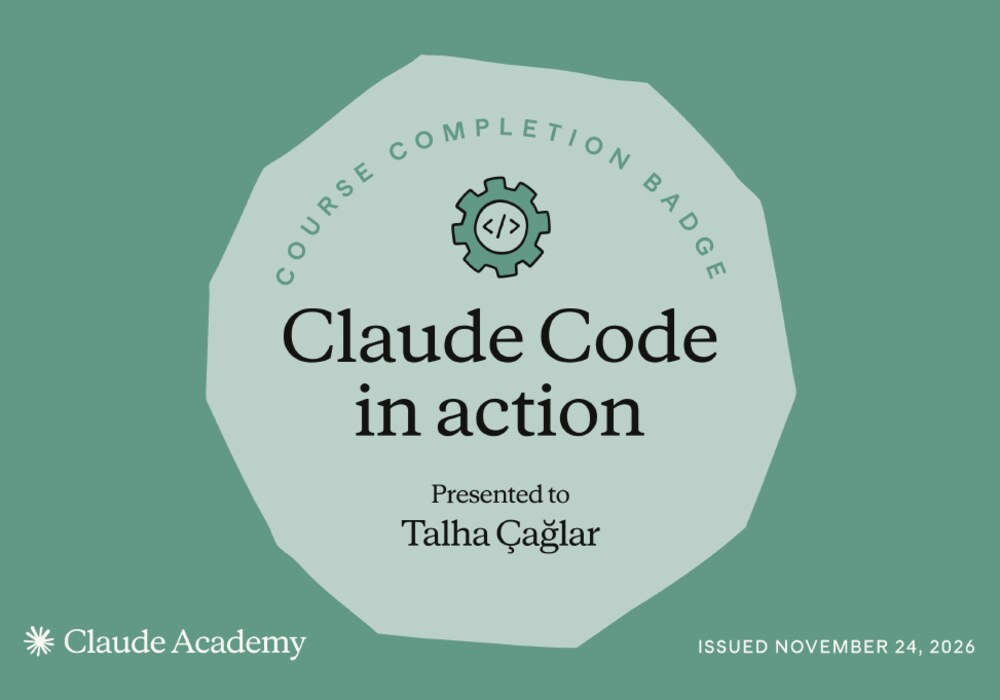 COURSE COMPLETION BADGE
</>
Claude Code
in action
Presented to
Talha Çağlar
Claude Academy
ISSUED NOVEMBER 24, 2026